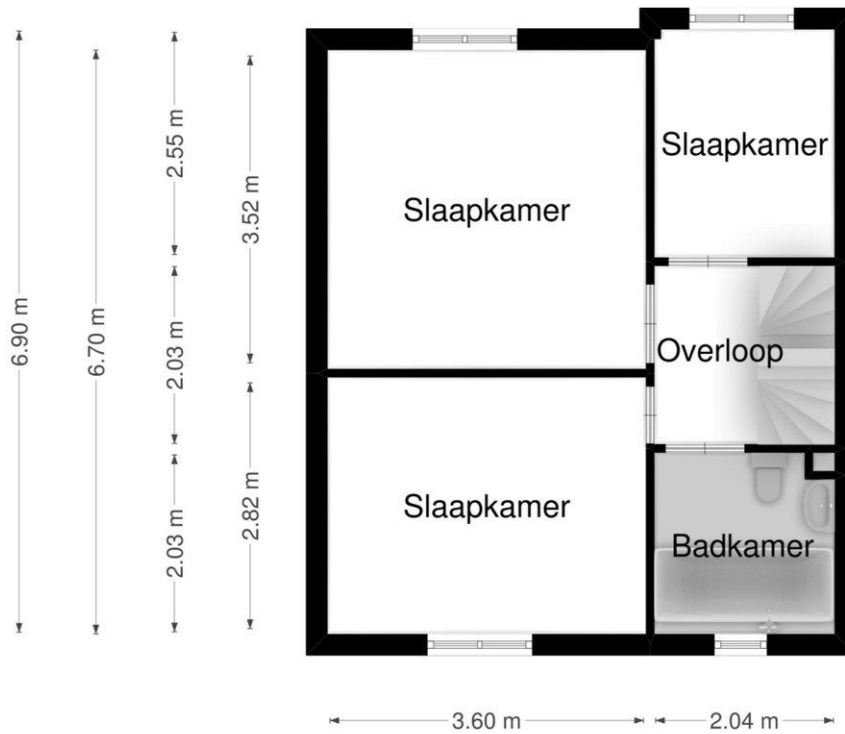 Slaapkamer
Slaapkamer
Overloop
Slaapkamer
Badkamer
6.90 m
6.70 m
2.55 m
2.03 m
2.03 m
3.52 m
2.82 m
3.60 m
2.04 m